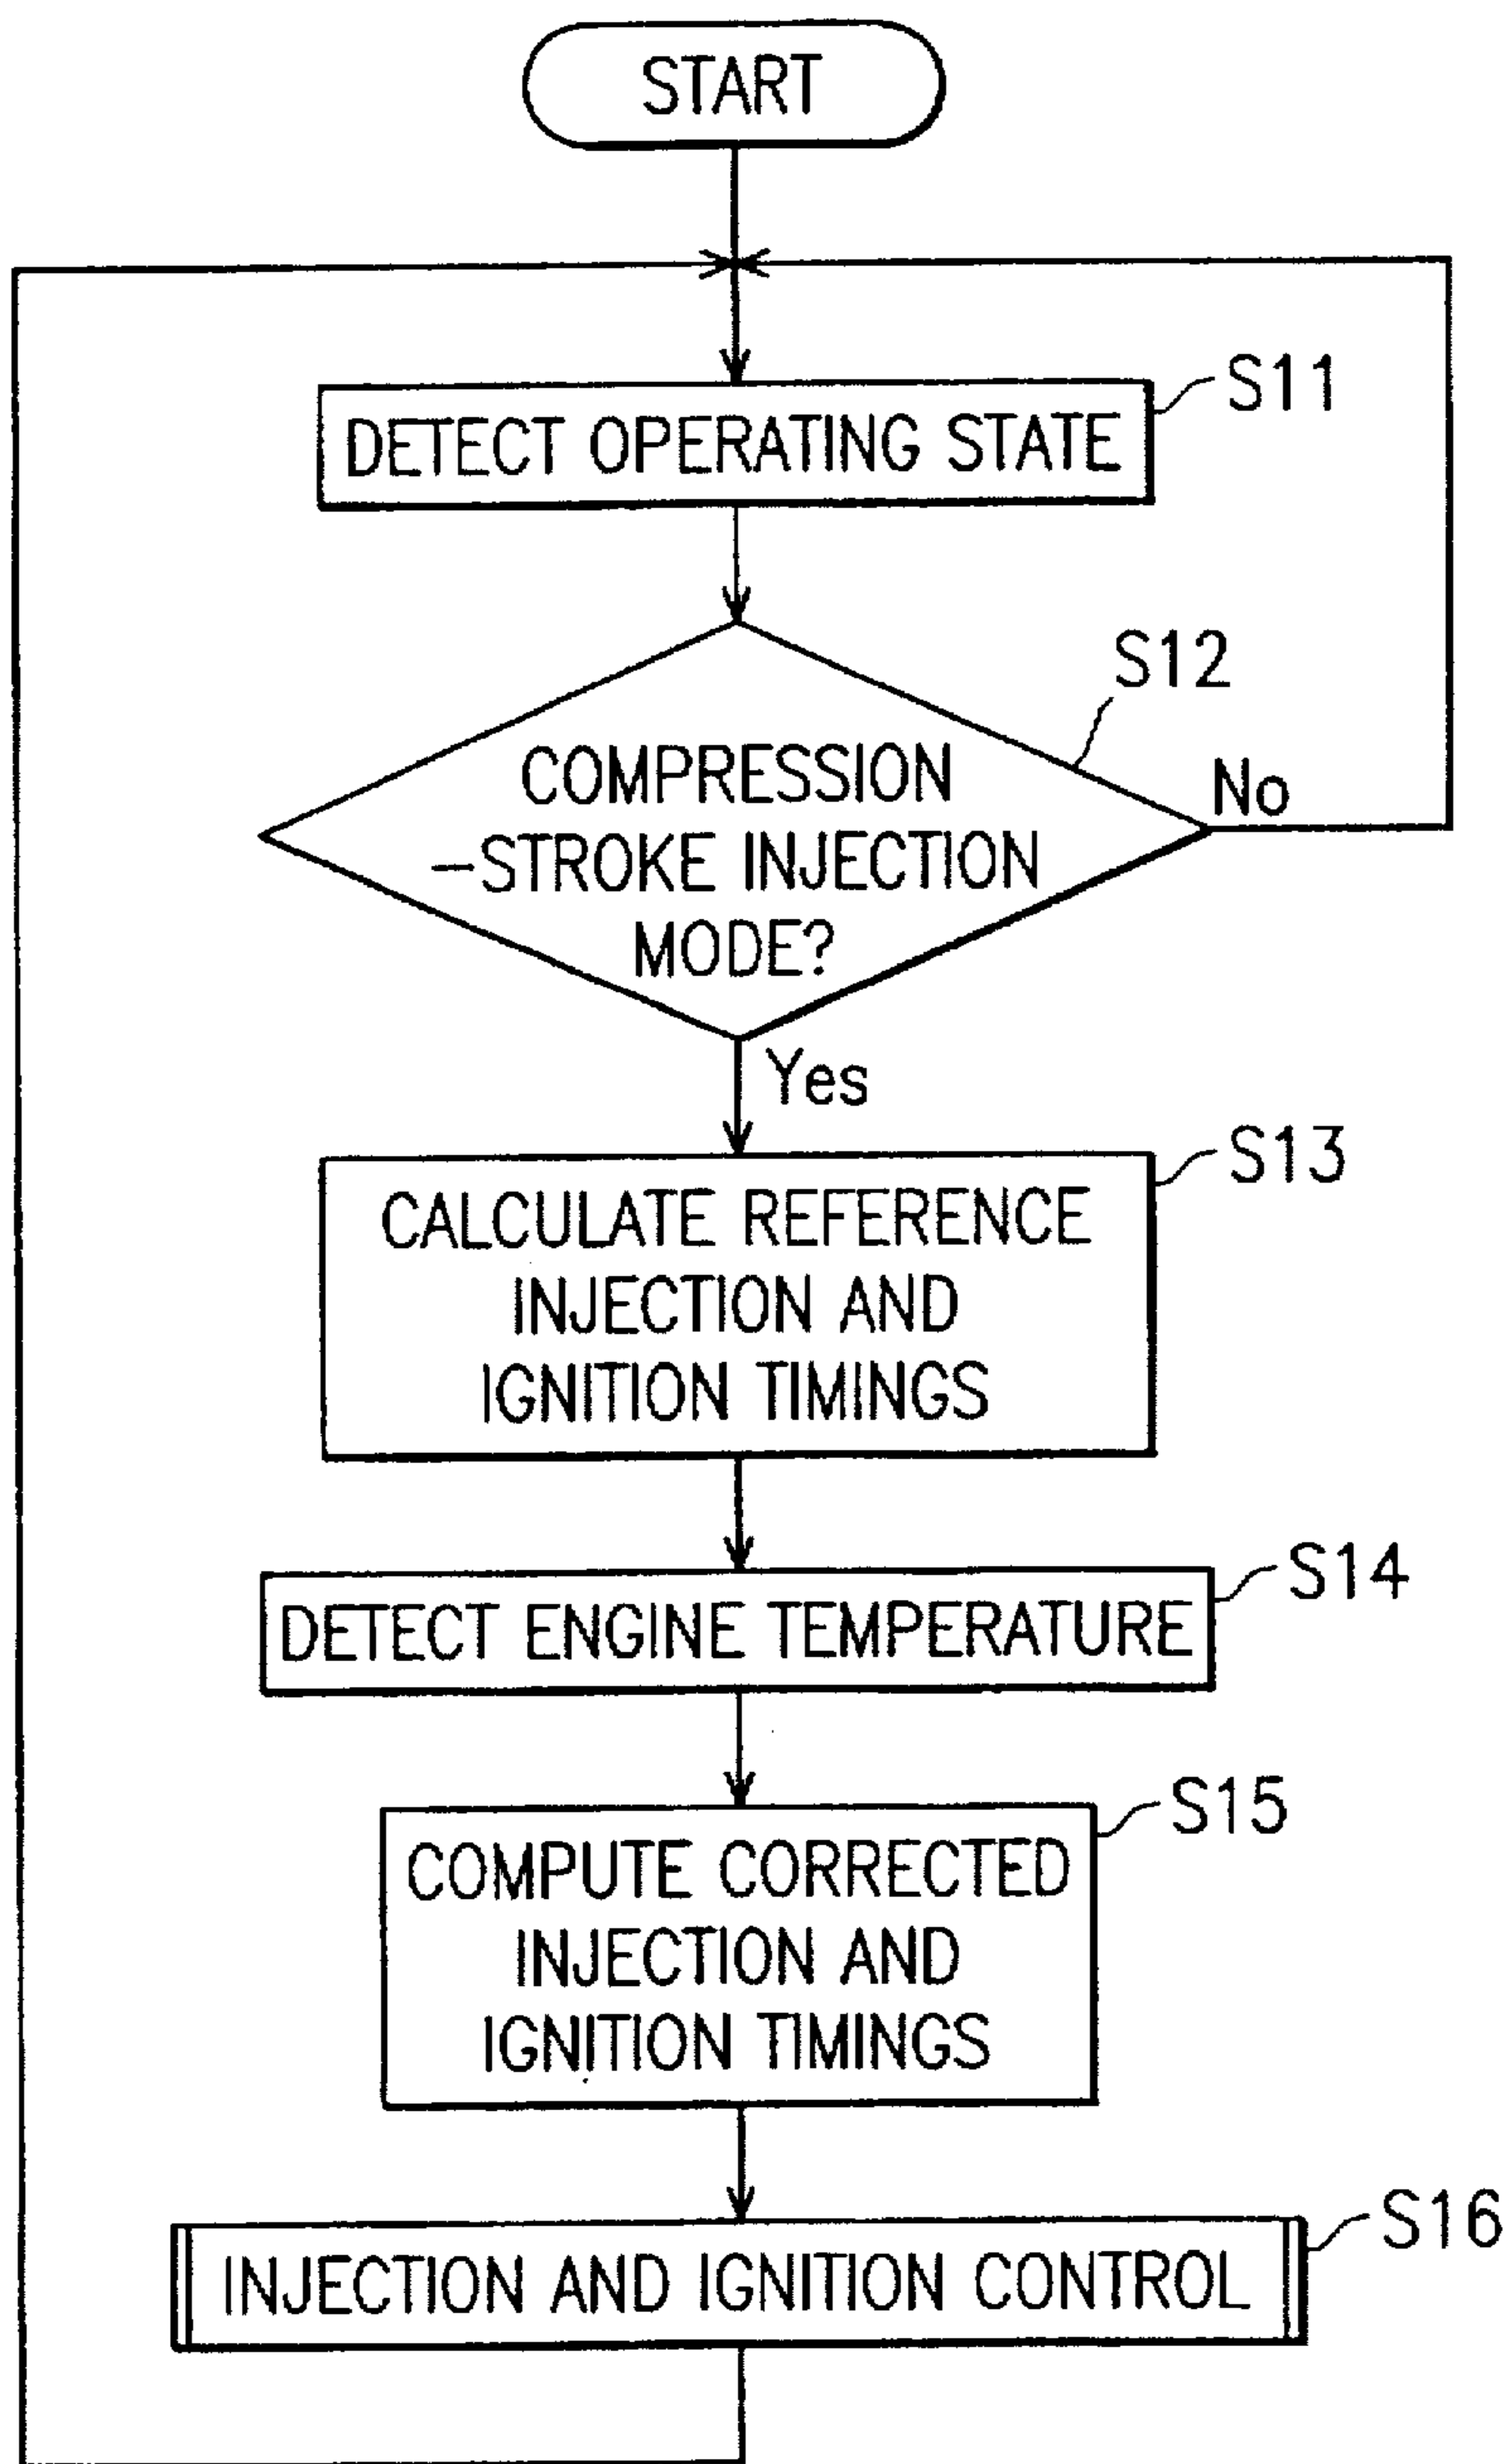 START
S11
DETECT OPERATING STATE
S12
COMPRESSION
-STROKE INJECTION
MODE?
No
Yes
S13
CALCULATE REFERENCE
INJECTION AND
IGNITION TIMINGS
S14
DETECT ENGINE TEMPERATURE
S15
COMPUTE CORRECTED
INJECTION AND
IGNITION TIMINGS
S16
INJECTION AND IGNITION CONTROL